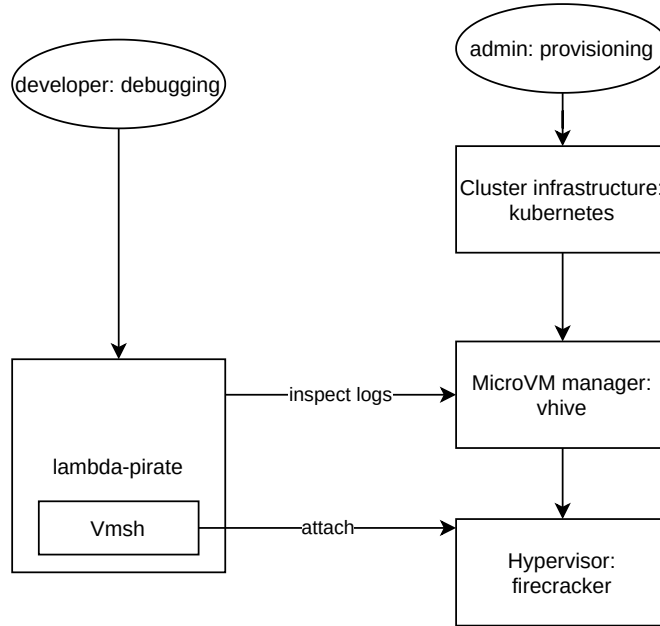 admin: provisioning
developer: debugging
Cluster infrastructure:
kubernetes
inspect logs
MicroVM manager:
vhive
lambda-pirate
Vmsh
attach
Hypervisor:
firecracker